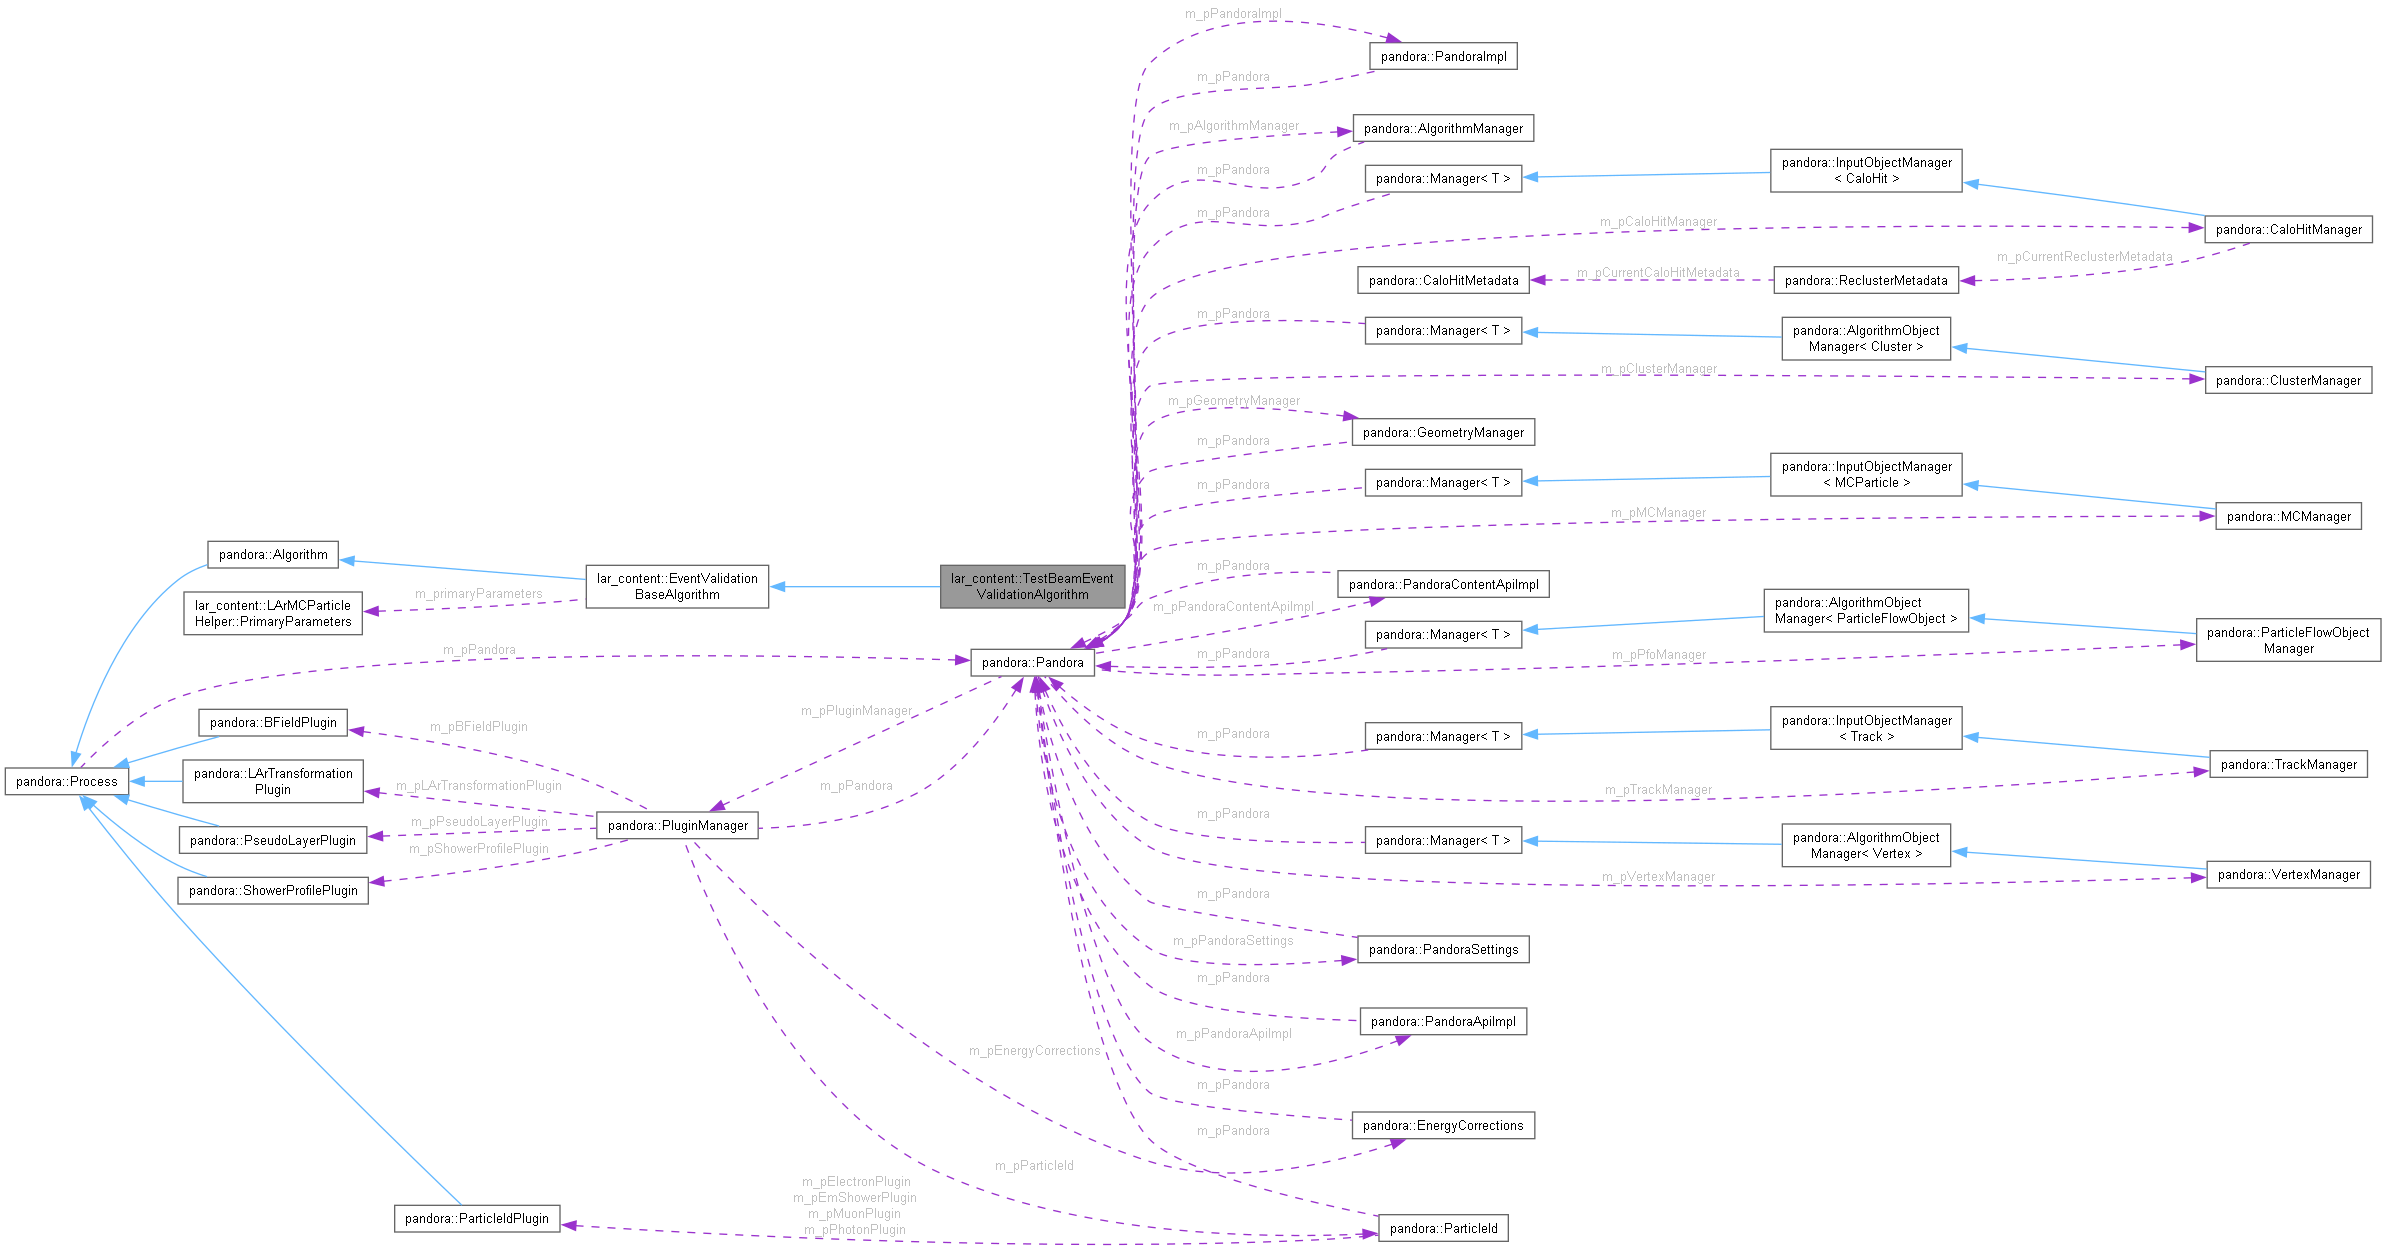 m_pPandoraImpl
pandora::PandoraImpl
m_pPandora
m_pAlgorithmManager
pandora::AlgorithmManager
m_pPandora
pandora::Manager< T >
pandora::InputObjectManager
< CaloHit >
m_pPandora
m_pCaloHitManager
pandora::CaloHitManager
m_pCurrentReclusterMetadata
pandora::CaloHitMetadata
m_pCurrentCaloHitMetadata
pandora::ReclusterMetadata
m_pPandora
pandora::Manager< T >
pandora::AlgorithmObject
Manager< Cluster >
m_pClusterManager
pandora::ClusterManager
m_pGeometryManager
pandora::GeometryManager
m_pPandora
pandora::Manager< T >
pandora::InputObjectManager
< MCParticle >
m_pPandora
m_pMCManager
pandora::MCManager
pandora::Algorithm
lar_content::EventValidation
BaseAlgorithm
lar_content::TestBeamEvent
ValidationAlgorithm
m_primaryParameters
lar_content::LArMCParticle
Helper::PrimaryParameters
m_pPandora
pandora::PandoraContentApiImpl
m_pPandoraContentApiImpl
pandora::Manager< T >
pandora::AlgorithmObject
Manager< ParticleFlowObject >
pandora::ParticleFlowObject
Manager
m_pPandora
m_pPfoManager
m_pPandora
pandora::Pandora
m_pPluginManager
pandora::BFieldPlugin
m_pBFieldPlugin
m_pPandora
pandora::Manager< T >
pandora::InputObjectManager
< Track >
pandora::TrackManager
m_pTrackManager
pandora::Process
pandora::LArTransformation
Plugin
m_pLArTransformationPlugin
m_pPandora
m_pPandora
pandora::PluginManager
m_pPseudoLayerPlugin
pandora::PseudoLayerPlugin
m_pShowerProfilePlugin
pandora::ShowerProfilePlugin
pandora::Manager< T >
pandora::AlgorithmObject
Manager< Vertex >
m_pVertexManager
pandora::VertexManager
m_pPandora
m_pPandoraSettings
pandora::PandoraSettings
m_pPandora
pandora::PandoraApiImpl
m_pPandoraApiImpl
m_pEnergyCorrections
m_pPandora
pandora::EnergyCorrections
m_pPandora
m_pParticleId
m_pElectronPlugin
m_pEmShowerPlugin
m_pMuonPlugin
m_pPhotonPlugin
pandora::ParticleIdPlugin
pandora::ParticleId